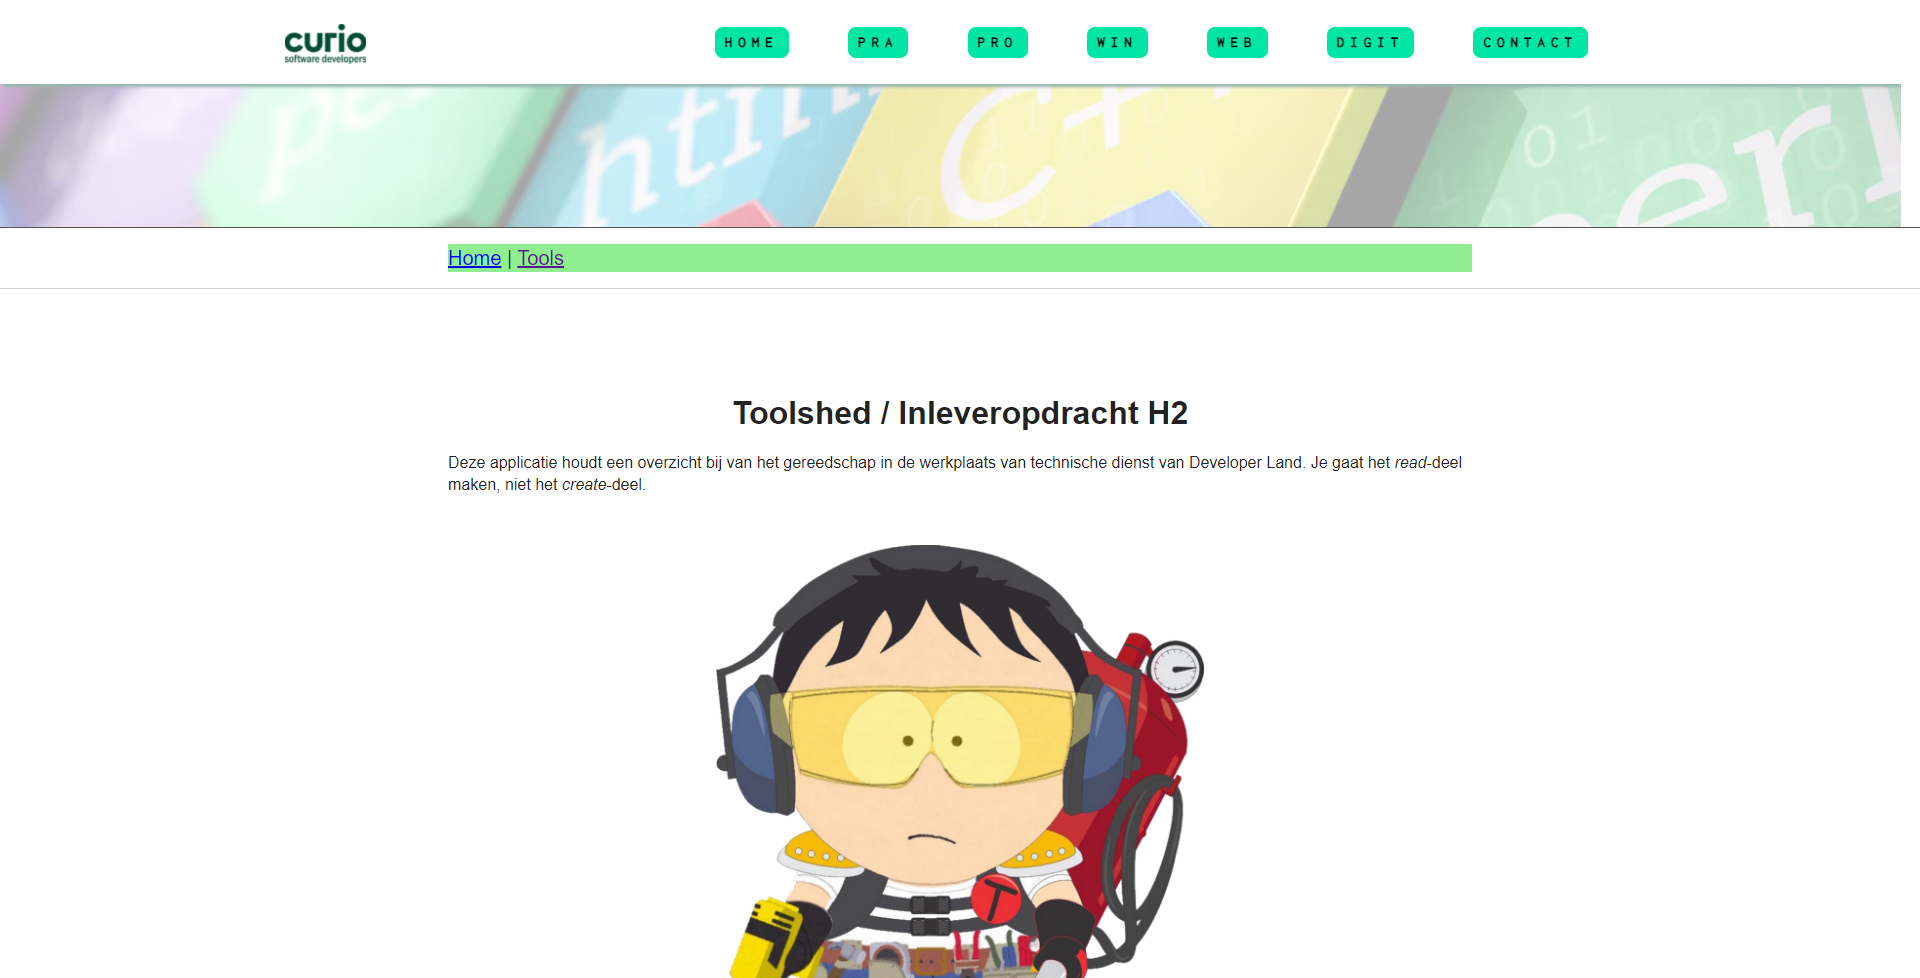 curio
software developers
HOME PRA PRO WIN WEB DIGIT CONTACT
html C++
Home | Tools
Toolshed / Inleveropdracht H2
Deze applicatie houdt een overzicht bij van het gereedschap in de werkplaats van technische dienst van Developer Land. Je gaat het read-deel
maken, niet het create-deel.
T